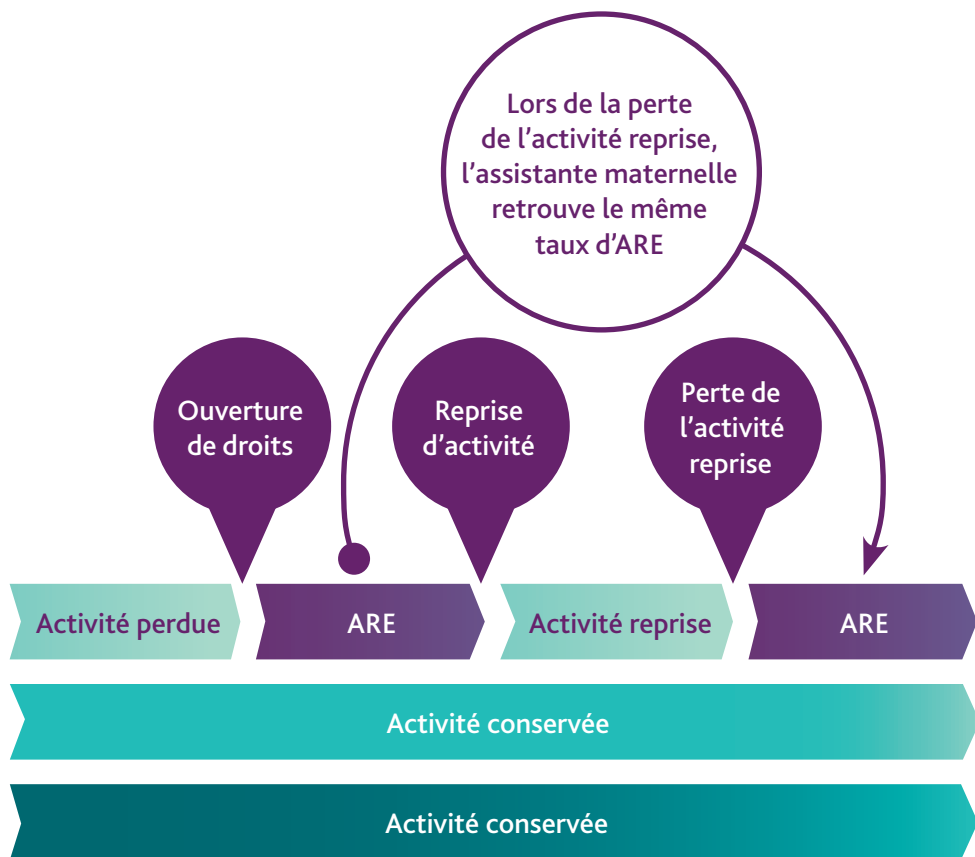 Lors de la perte
de l’activité reprise,
l’assistante maternelle
retrouve le même
taux d’ARE
Ouverture
de droits
Reprise
d’activité
Perte de
l’activité
reprise
Activité perdue
ARE
Activité reprise
ARE
Activité conservée
Activité conservée